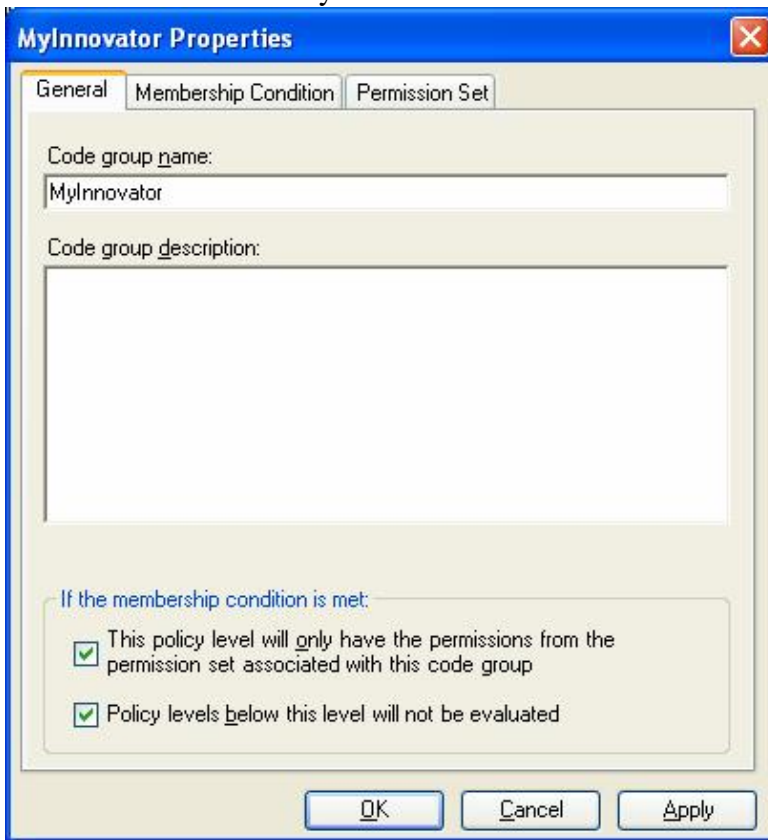 MyInnovator Properties
General Membership Condition Permission Set
Code group name:
MyInnovator
Code group description:
If the membership condition is met:
This policy level will only have the permissions from the
permission set associated with this code group
Policy levels below this level will not be evaluated
OK Cancel Apply